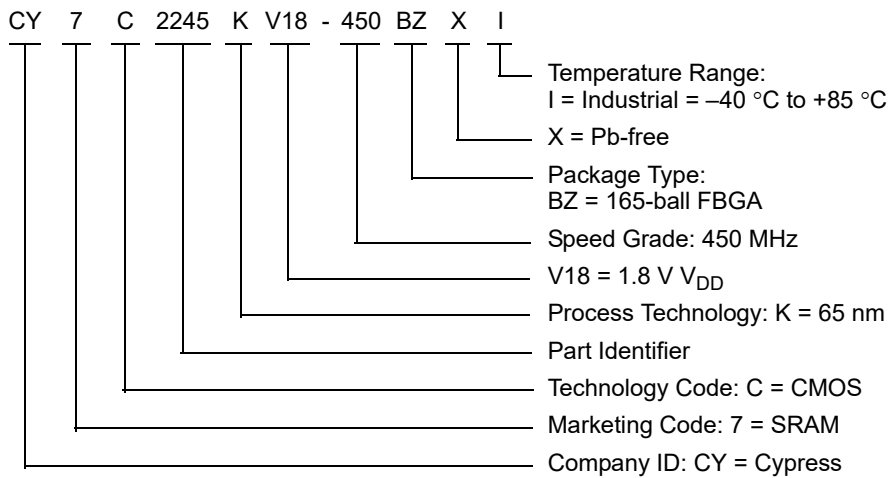 CY 7 C 2245 K V18 - 450 BZ X I
Temperature Range:
I = Industrial = –40 °C to +85 °C
X = Pb-free
Package Type:
BZ = 165-ball FBGA
Speed Grade: 450 MHz
V18 = 1.8 V VDD
Process Technology: K = 65 nm
Part Identifier
Technology Code: C = CMOS
Marketing Code: 7 = SRAM
Company ID: CY = Cypress